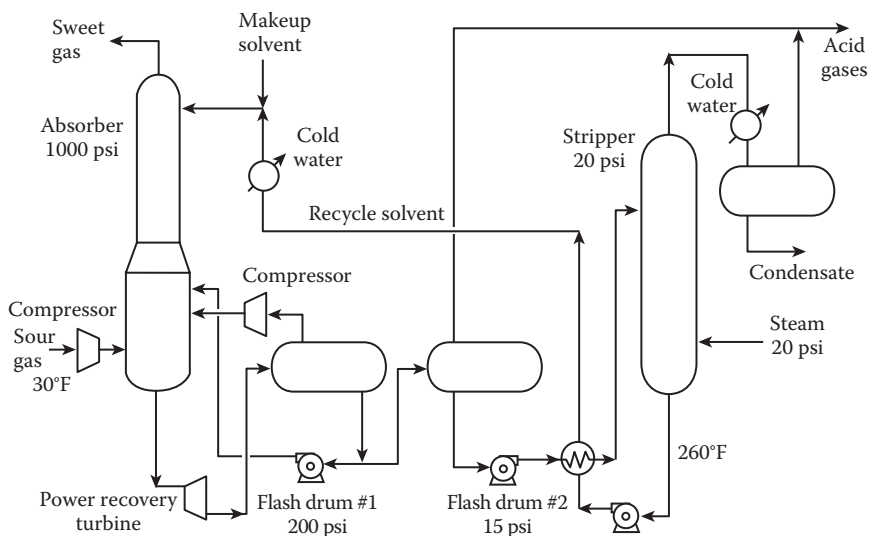 Sweet
gas
Makeup
solvent
Absorber
1000 psi
Cold
water
Recycle solvent
Compressor
Compressor
Sour
gas
30°F
Power recovery
turbine
Flash drum #1
200 psi
Flash drum #2
15 psi
Stripper
20 psi
Cold
water
Acid
gases
Condensate
Steam
20 psi
260°F